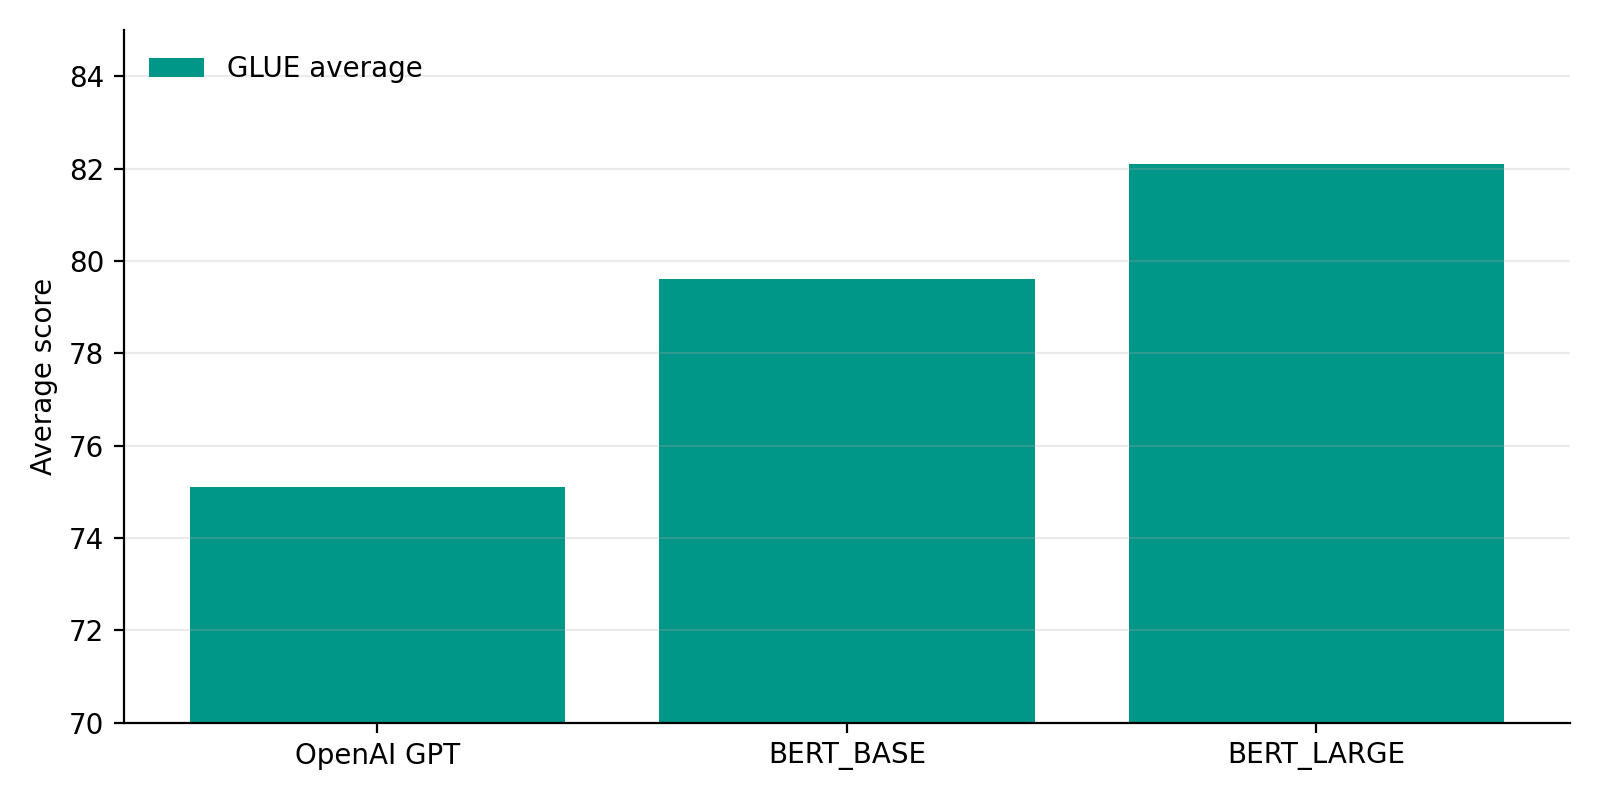 GLUE average
Average score
84
82
80
78
76
74
72
70
OpenAI GPT
BERT_BASE
BERT_LARGE